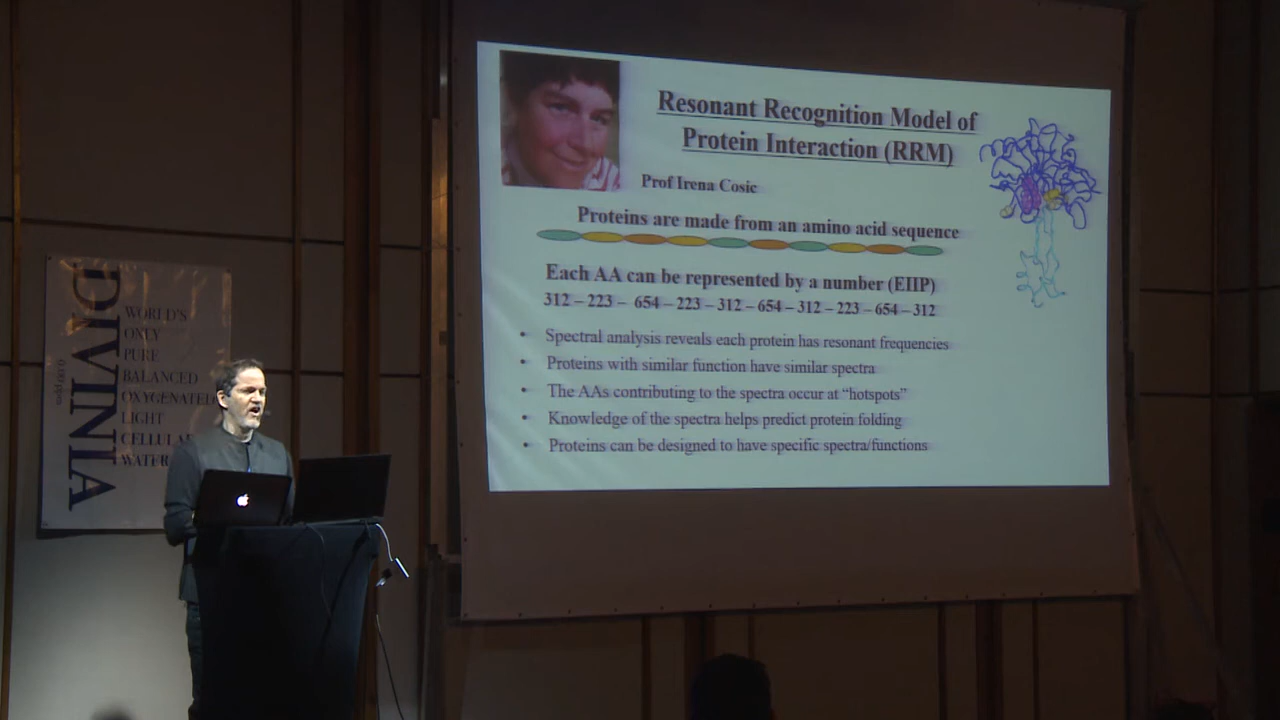 Resonant Recognition Model of
Protein Interaction (RRM)
Prof Irena Cosic
Proteins are made from an amino acid sequence
Each AA can be represented by a number (EIIP)
312 – 223 – 654 – 223 – 312 – 654 – 312 – 223 – 654 – 312
• Spectral analysis reveals each protein has resonant frequencies
• Proteins with similar function have similar spectra
• The AAs contributing to the spectra occur at “hotspots”
• Knowledge of the spectra helps predict protein folding
• Proteins can be designed to have specific spectra/functions
DIVINIA
WORLD'S
ONLY
PURE
BALANCED
OXYGENATED
LIGHT
CELLULAR
WATER